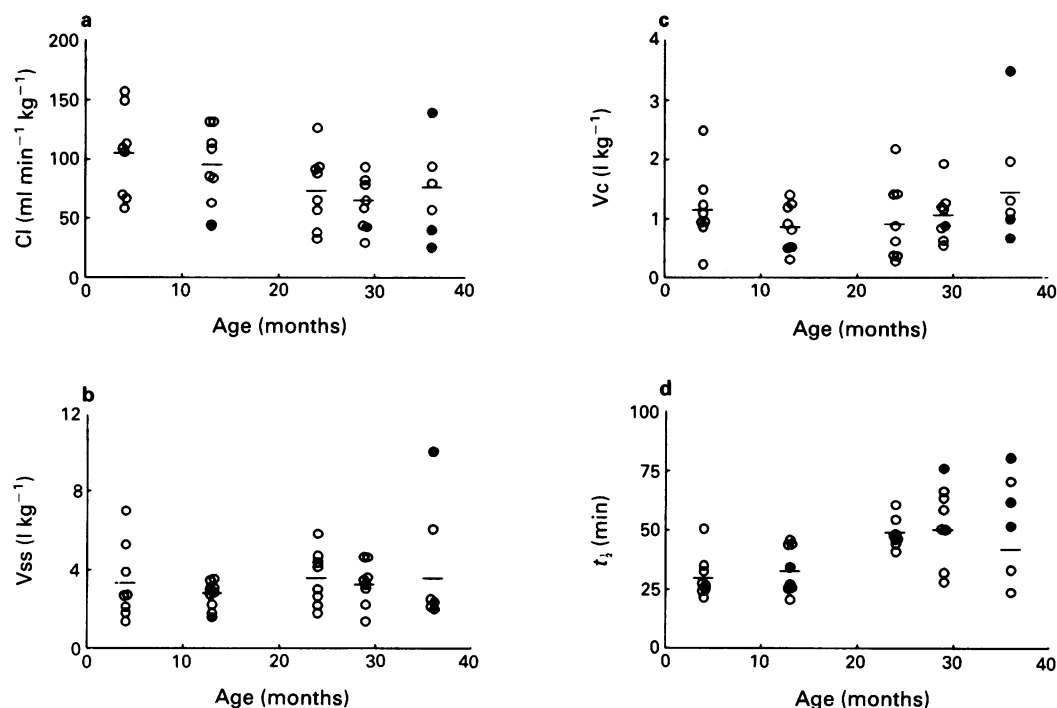 a
Cl (ml min⁻¹ kg⁻¹)
200
150
100
50
0
0 10 20 30 40
Age (months)
c
Vc (l kg⁻¹)
4
3
2
1
0
0 10 20 30 40
Age (months)
b
Vss (l kg⁻¹)
12
8
4
0
0 10 20 30 40
Age (months)
d
t½ (min)
100
75
50
25
0
0 10 20 30 40
Age (months)